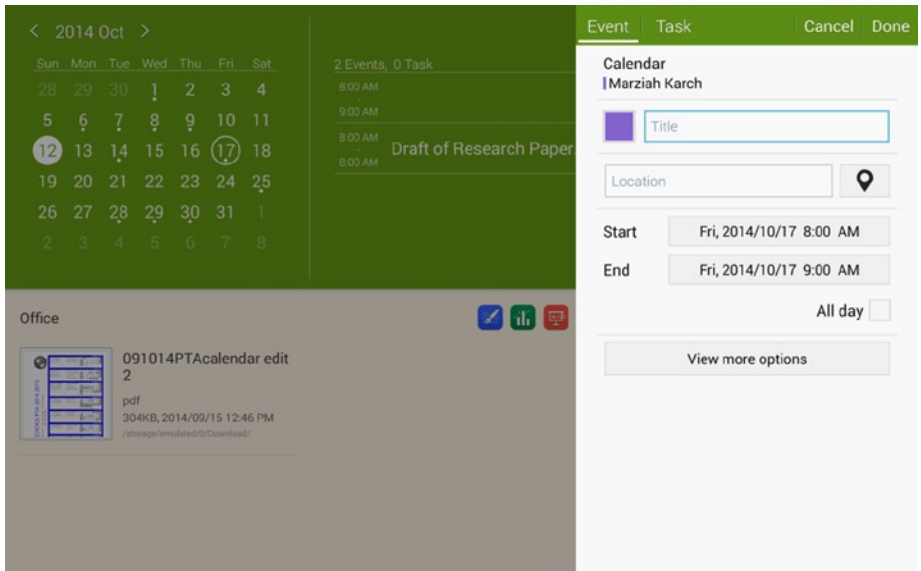 2014 Oct
Sun Mon Tue Wed Thu Fri Sat
28 29 30 1 2 3 4
5 6 7 8 9 10 11
12 13 14 15 16 17 18
19 20 21 22 23 24 25
26 27 28 29 30 31 1
2 3 4 5 6 7 8
2 Events, 0 Task
8:00 AM
-
9:00 AM
8:00 AM
-
8:00 AM
Draft of Research Paper
Office
091014PTAcalendar edit
2
pdf
304KB, 2014/09/15 12:46 PM
/storage/emulated/0/Download/
Event Task Cancel Done
Calendar
Marziah Karch
Title
Location
Start Fri, 2014/10/17 8:00 AM
End Fri, 2014/10/17 9:00 AM
All day
View more options